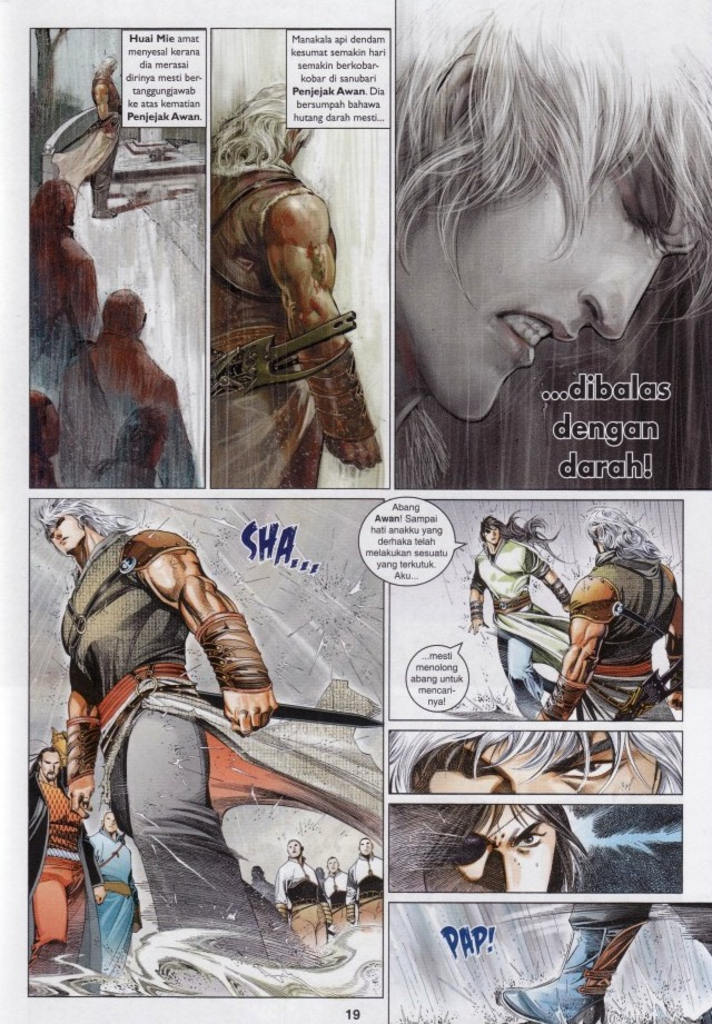 Huai Mie amat
menyesal kerana
dia merasai
dirinya mesti ber-
tanggungjawab
ke atas kematian
Penjejak Awan.
Manakala api dendam
kesumat semakin hari
semakin berkobar-
kobar di sanubari
Penjejak Awan. Dia
bersumpah bahawa
hutang darah mesti...
...dibalas
dengan
darah!
SHA...
Abang
Awan! Sampai
hati anakku yang
derhaka telah
melakukan sesuatu
yang terkutuk.
Aku...
...mesti
menolong
abang untuk
mencari-
nya!
PAP!
19